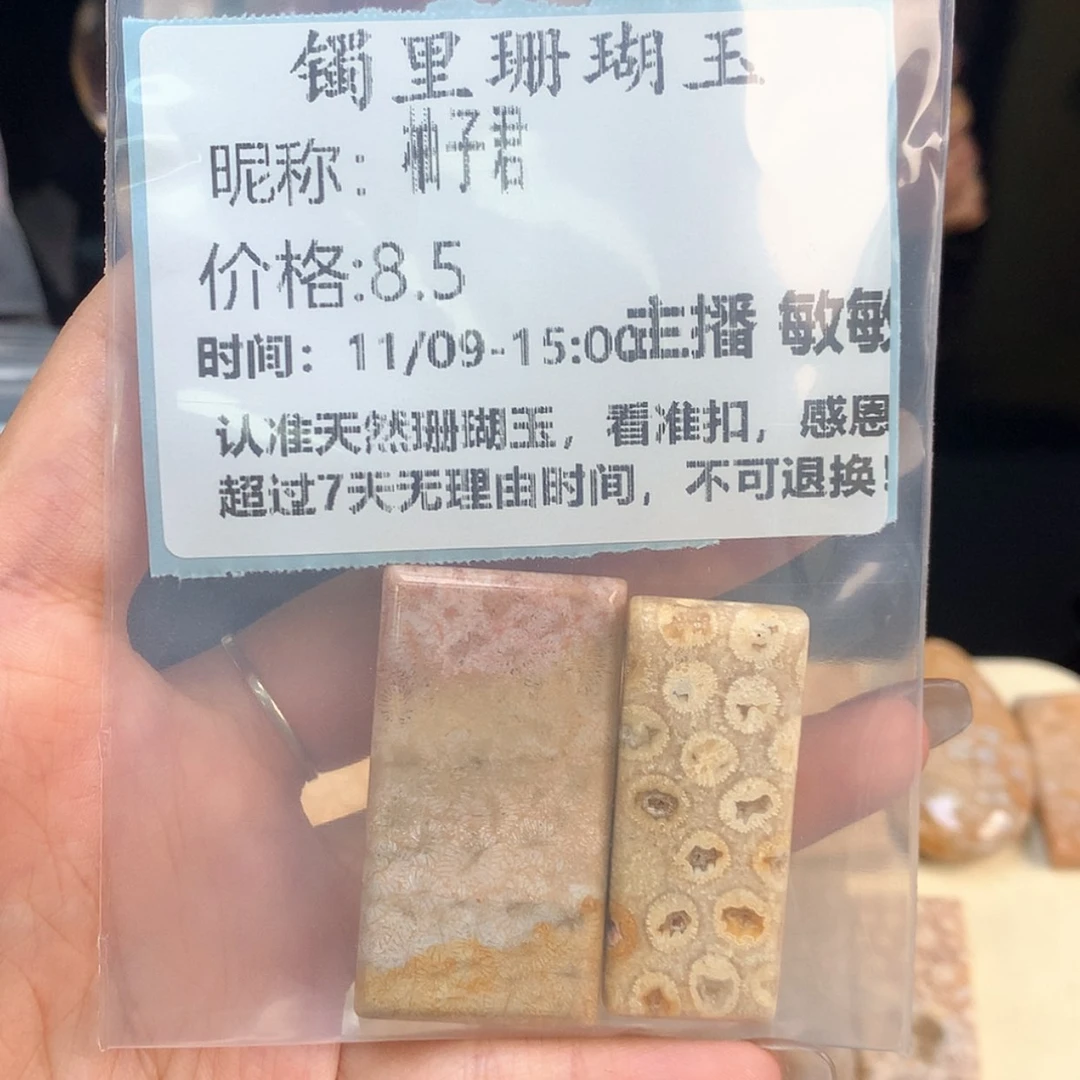 镯里珊瑚玉
昵称：柚子君
价格:8.5
时间：11/09-15:00主播 敏敏
认准天然珊瑚玉，看准扣，感恩
超过7天无理由时间，不可退换!